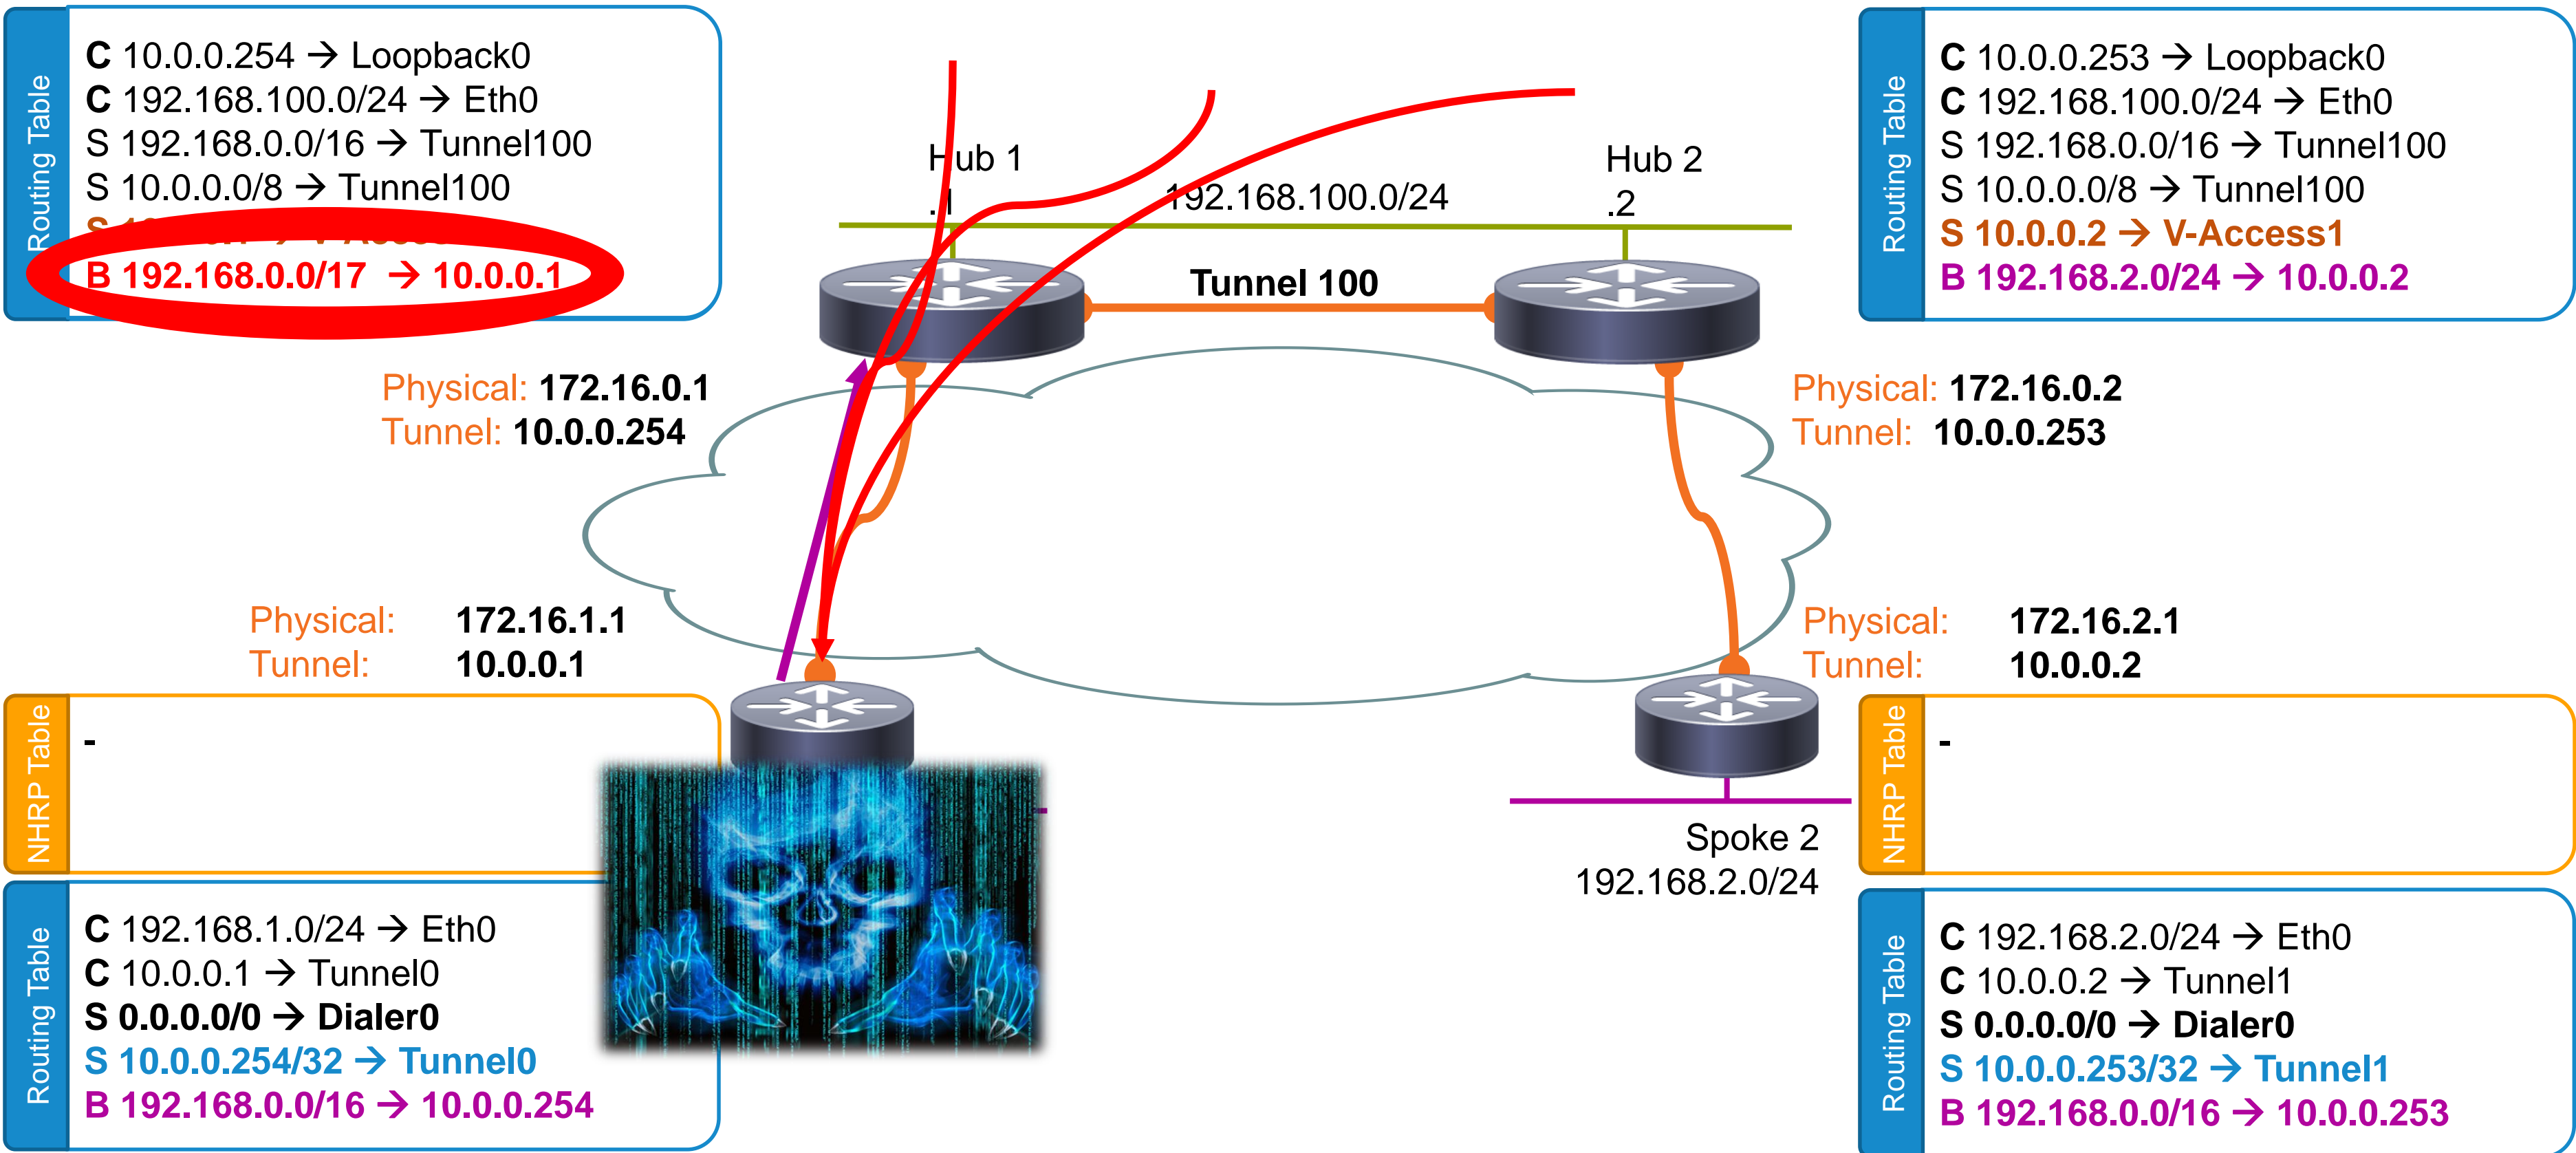 Routing Table
C 10.0.0.254 → Loopback0
C 192.168.100.0/24 → Eth0
S 192.168.0.0/16 → Tunnel100
S 10.0.0.0/8 → Tunnel100
B 192.168.0.0/17 → 10.0.0.1
Hub 1
.1
192.168.100.0/24
Hub 2
.2
Tunnel 100
Routing Table
C 10.0.0.253 → Loopback0
C 192.168.100.0/24 → Eth0
S 192.168.0.0/16 → Tunnel100
S 10.0.0.0/8 → Tunnel100
S 10.0.0.2 → V-Access1
B 192.168.2.0/24 → 10.0.0.2
Physical: 172.16.0.1
Tunnel: 10.0.0.254
Physical: 172.16.0.2
Tunnel: 10.0.0.253
Physical: 172.16.1.1
Tunnel: 10.0.0.1
Physical: 172.16.2.1
Tunnel: 10.0.0.2
NHRP Table
-
NHRP Table
-
Spoke 2
192.168.2.0/24
Routing Table
C 192.168.1.0/24 → Eth0
C 10.0.0.1 → Tunnel0
S 0.0.0.0/0 → Dialer0
S 10.0.0.254/32 → Tunnel0
B 192.168.0.0/16 → 10.0.0.254
Routing Table
C 192.168.2.0/24 → Eth0
C 10.0.0.2 → Tunnel1
S 0.0.0.0/0 → Dialer0
S 10.0.0.253/32 → Tunnel1
B 192.168.0.0/16 → 10.0.0.253